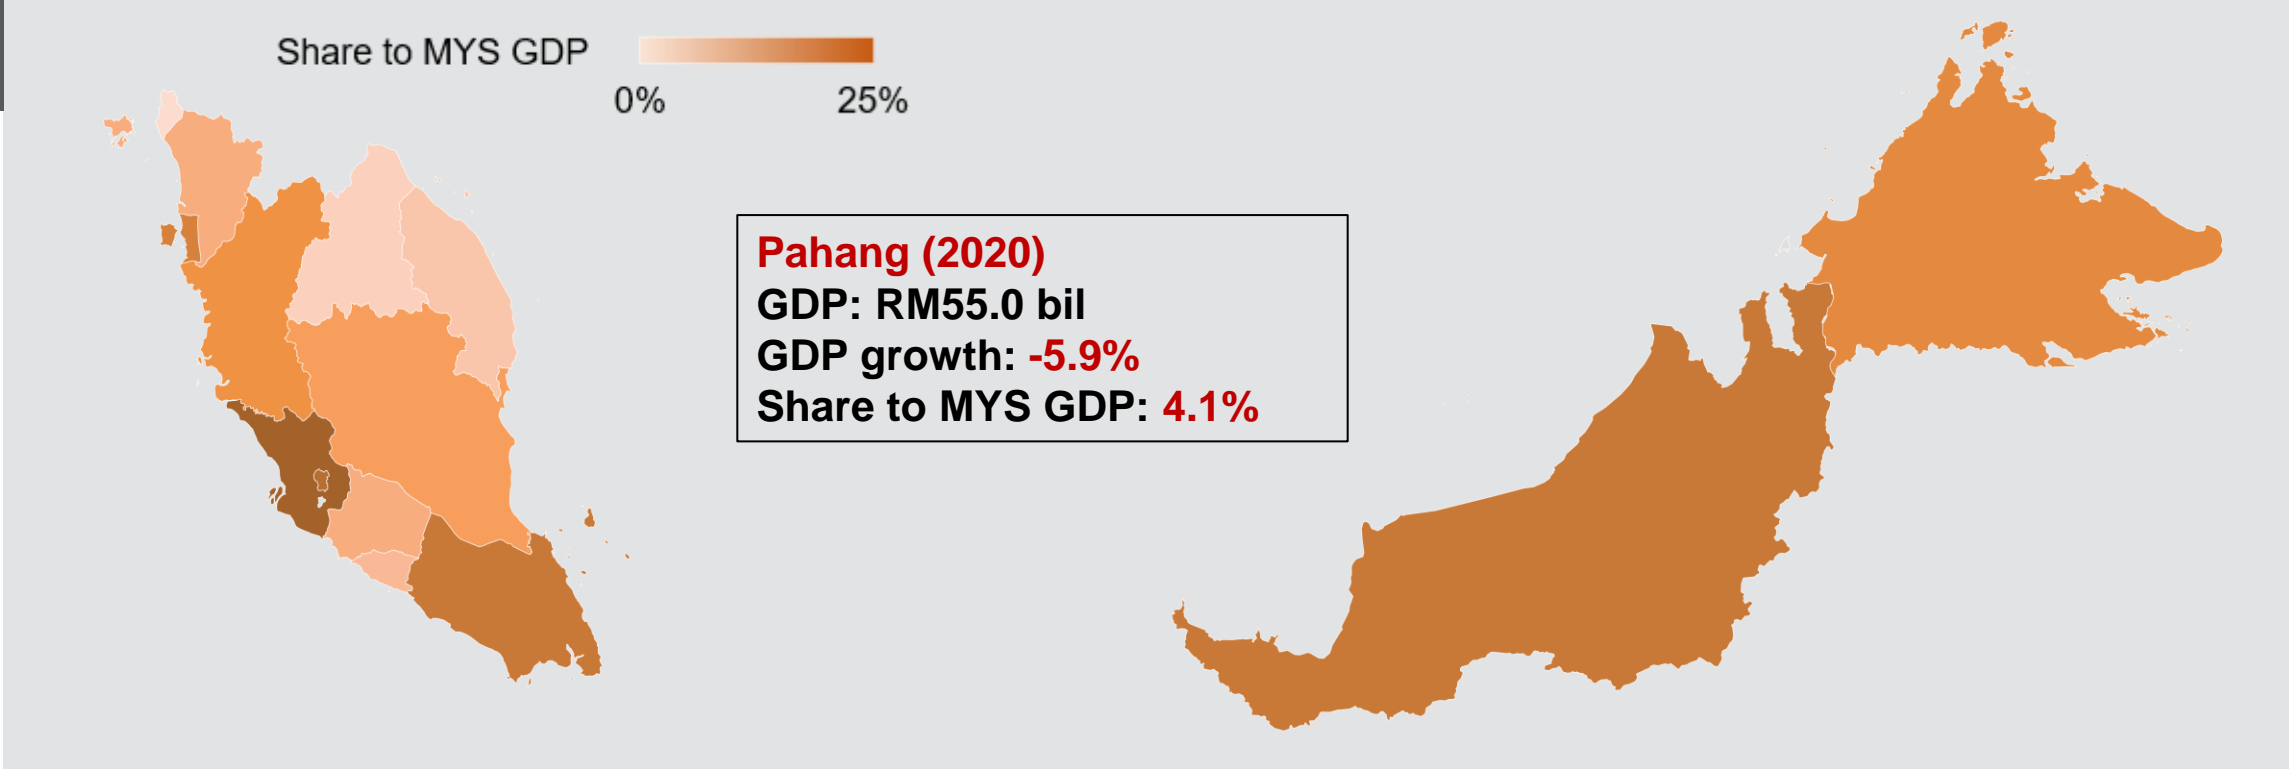 Share to MYS GDP
0% 25%
Pahang (2020)
GDP: RM55.0 bil
GDP growth: -5.9%
Share to MYS GDP: 4.1%